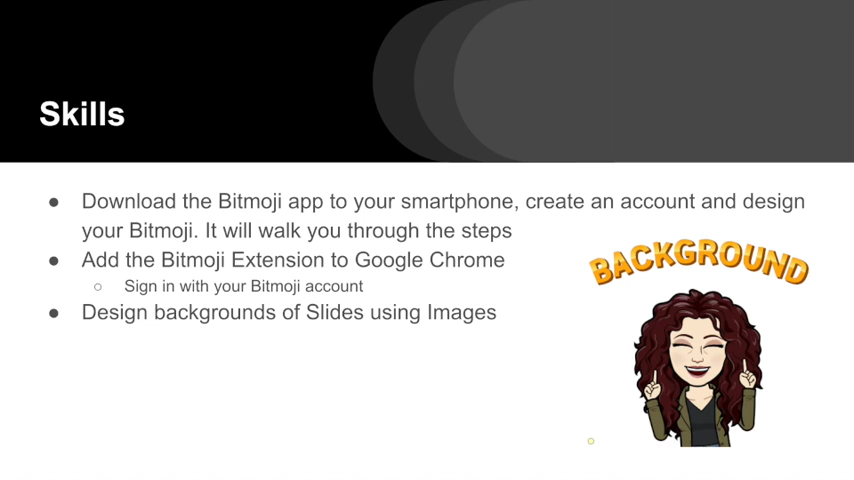 Skills
● Download the Bitmoji app to your smartphone, create an account and design
your Bitmoji. It will walk you through the steps
● Add the Bitmoji Extension to Google Chrome
○ Sign in with your Bitmoji account
● Design backgrounds of Slides using Images
BACKGROUND